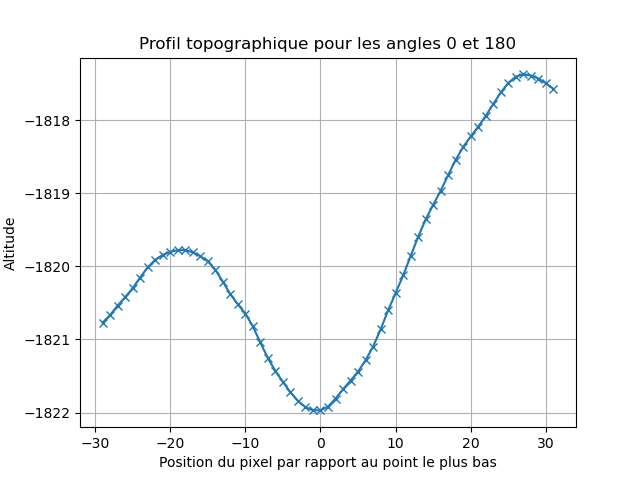 Profil topographique pour les angles 0 et 180
Altitude
−1818
−1819
−1820
−1821
−1822
−30 −20 −10 0 10 20 30
Position du pixel par rapport au point le plus bas